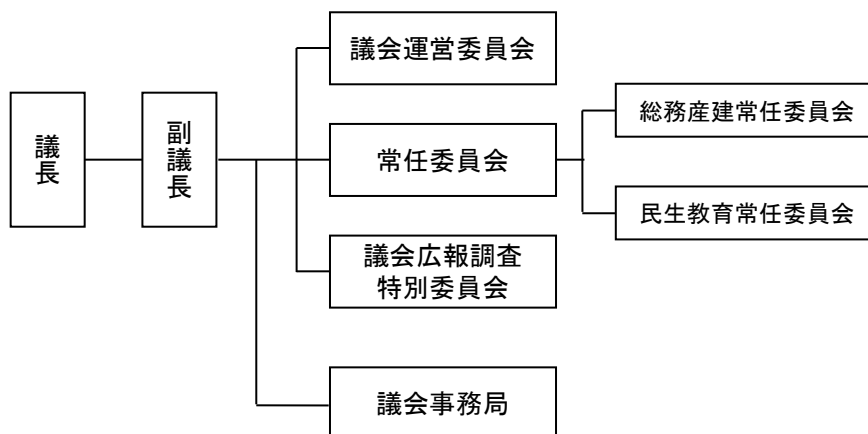 議長
副議長
議会運営委員会
常任委員会
総務産建常任委員会
民生教育常任委員会
議会広報調査
特別委員会
議会事務局